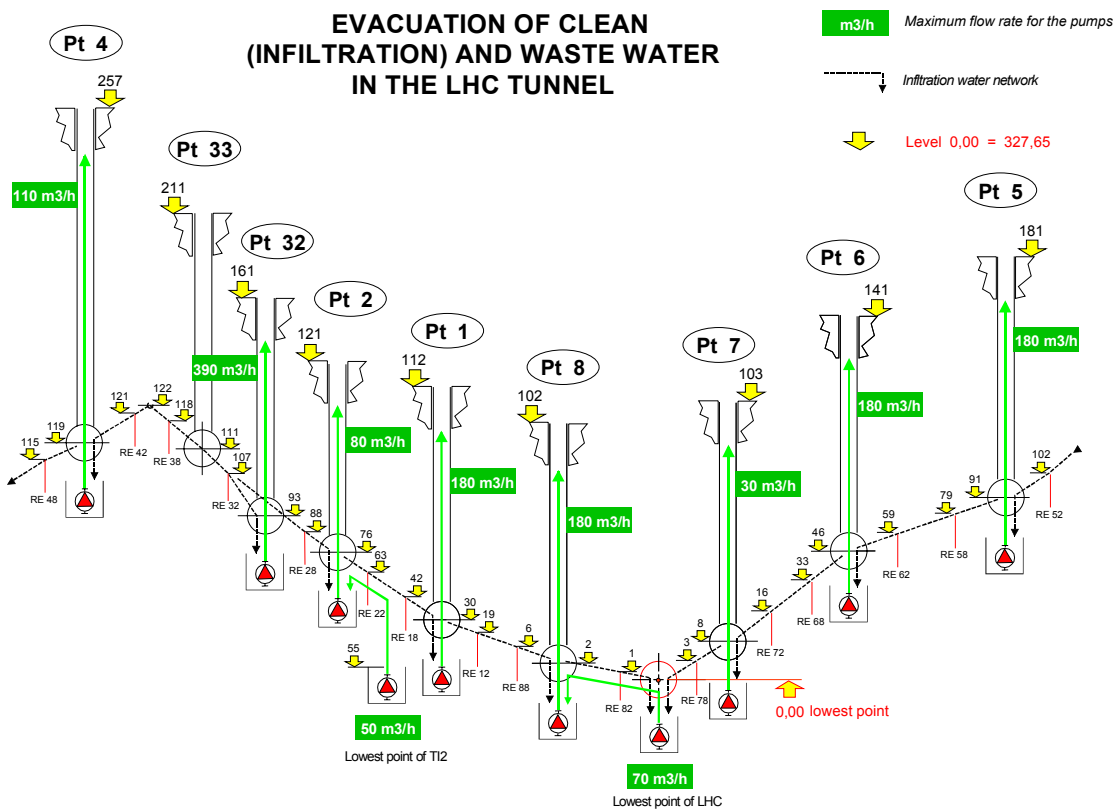 EVACUATION OF CLEAN
(INFILTRATION) AND WASTE WATER
IN THE LHC TUNNEL
m3/h Maximum flow rate for the pumps
Infltration water network
Level 0,00 = 327,65
Pt 4
257
110 m3/h
Pt 33
211
Pt 32
161
390 m3/h
Pt 2
121
80 m3/h
Pt 1
112
180 m3/h
Pt 8
102
180 m3/h
Pt 7
103
30 m3/h
Pt 6
141
180 m3/h
Pt 5
181
180 m3/h
115
119
121
122
118
111
107
93
88
76
63
42
30
19
6
2
1
3
8
16
33
46
59
79
91
102
55
RE 48
RE 42
RE 38
RE 32
RE 28
RE 22
RE 18
RE 12
RE 88
RE 82
RE 78
RE 72
RE 68
RE 62
RE 58
RE 52
0,00 lowest point
50 m3/h
Lowest point of TI2
70 m3/h
Lowest point of LHC